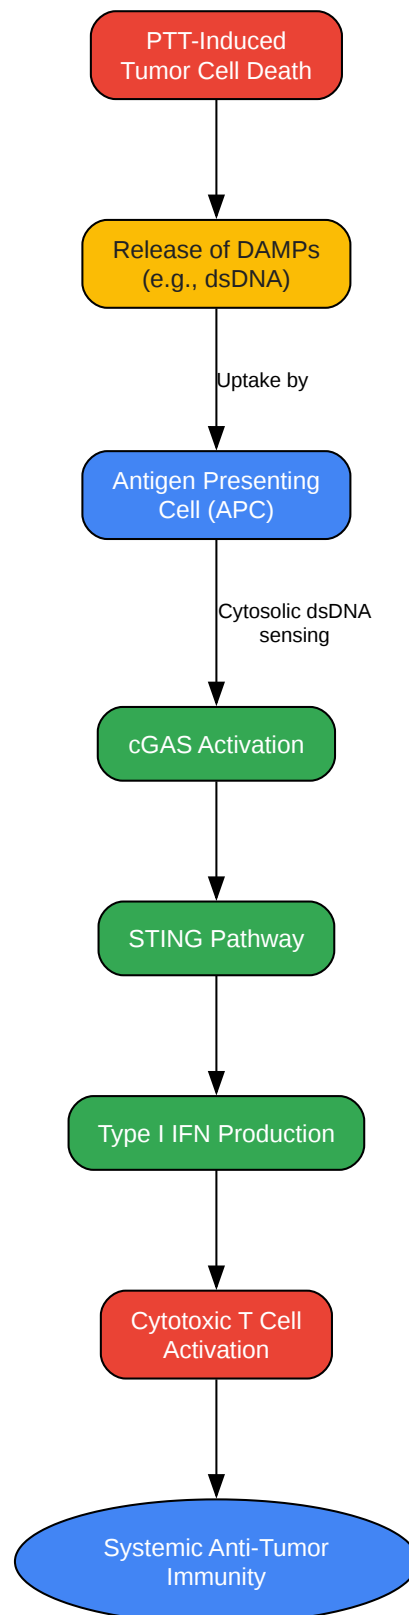 PTT-Induced
Tumor Cell Death
Release of DAMPs
(e.g., dsDNA)
Uptake by
Antigen Presenting
Cell (APC)
Cytosolic dsDNA
sensing
cGAS Activation
STING Pathway
Type I IFN Production
Cytotoxic T Cell
Activation
Systemic Anti-Tumor
Immunity